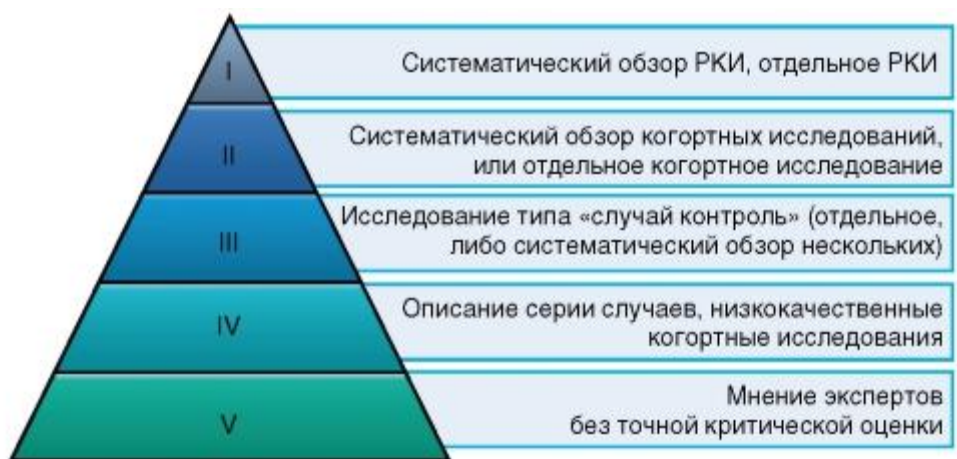 I
Систематический обзор РКИ, отдельное РКИ
II
Систематический обзор когортных исследований,
или отдельное когортное исследование
III
Исследование типа «случай контроль» (отдельное,
либо систематический обзор нескольких)
IV
Описание серии случаев, низкокачественные
когортные исследования
V
Мнение экспертов
без точной критической оценки